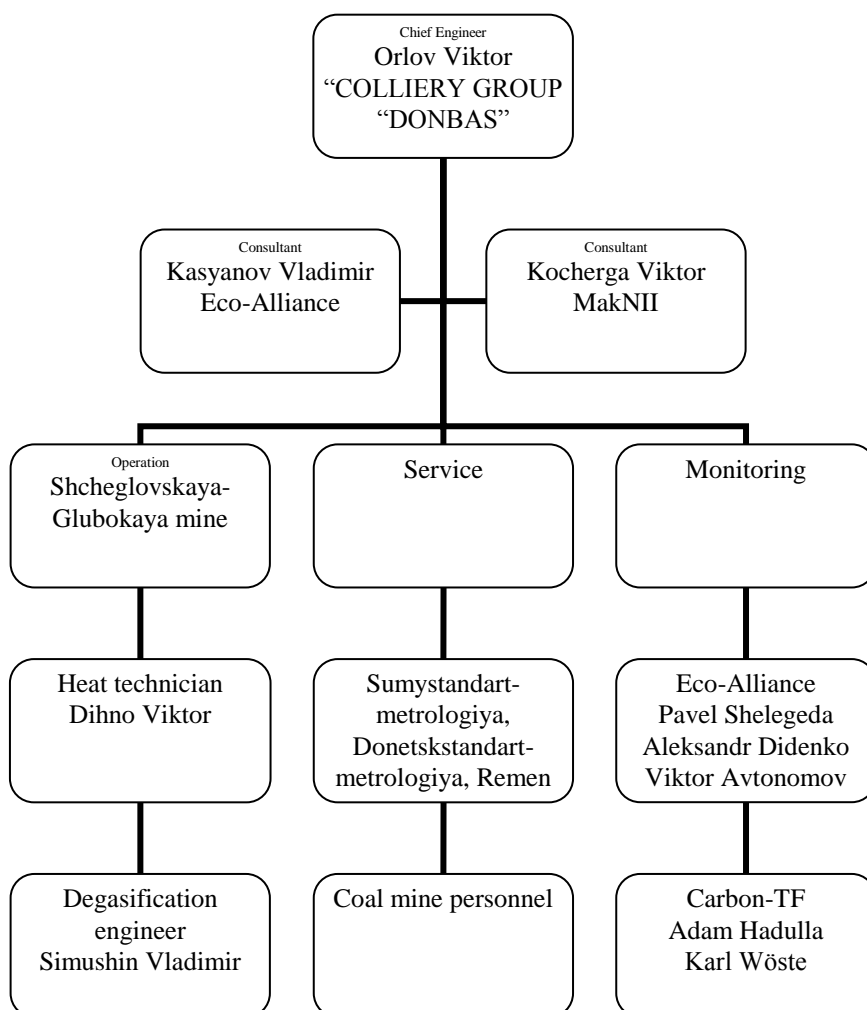 Chief Engineer
Orlov Viktor
“COLLIERY GROUP
“DONBAS”
Consultant
Kasyanov Vladimir
Eco-Alliance
Consultant
Kocherga Viktor
MakNII
Operation
Shcheglovskaya-
Glubokaya mine
Service
Monitoring
Heat technician
Dihno Viktor
Sumystandart-
metrologiya,
Donetskstandart-
metrologiya, Remen
Eco-Alliance
Pavel Shelegeda
Aleksandr Didenko
Viktor Avtonomov
Degasification
engineer
Simushin Vladimir
Coal mine personnel
Carbon-TF
Adam Hadulla
Karl Wöste